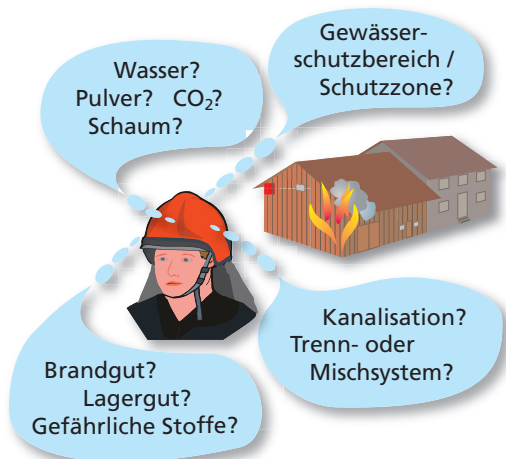 Wasser?
Pulver? CO₂?
Schaum?
Gewässer-
schutzbereich /
Schutzzone?
Brandgut?
Lagergut?
Gefährliche Stoffe?
Kanalisation?
Trenn- oder
Mischsystem?